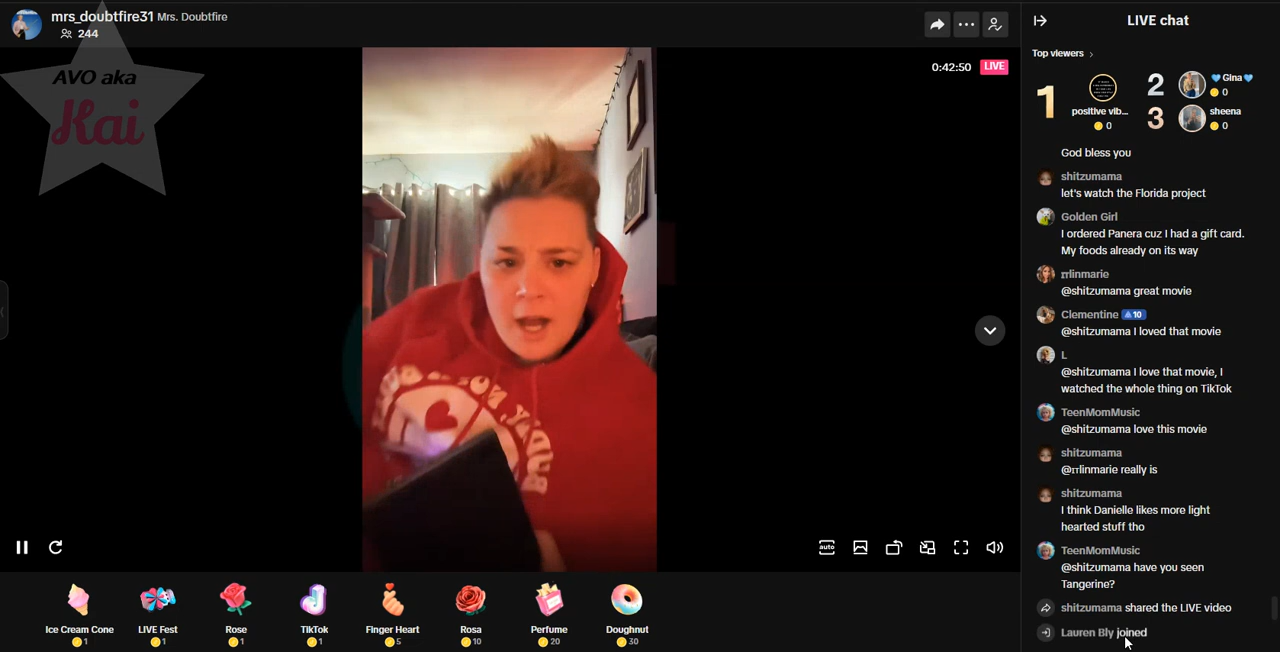 mrs_doubtfire31 Mrs. Doubtfire
244
AVO aka
Kai
0:42:50 LIVE
auto
Ice Cream Cone
1
LIVE Fest
1
Rose
1
TikTok
1
Finger Heart
5
Rosa
10
Perfume
20
Doughnut
30
LIVE chat
Top viewers
1
positive vib...
0
2
Gina
0
3
sheena
0
God bless you
shitzumama
let's watch the Florida project
Golden Girl
I ordered Panera cuz I had a gift card.
My foods already on its way
rrlinmarie
@shitzumama great movie
Clementine 10
@shitzumama I loved that movie
L
@shitzumama I love that movie, I
watched the whole thing on TikTok
TeenMomMusic
@shitzumama love this movie
shitzumama
@rrlinmarie really is
shitzumama
I think Danielle likes more light
hearted stuff tho
TeenMomMusic
@shitzumama have you seen
Tangerine?
shitzumama shared the LIVE video
Lauren Bly joined